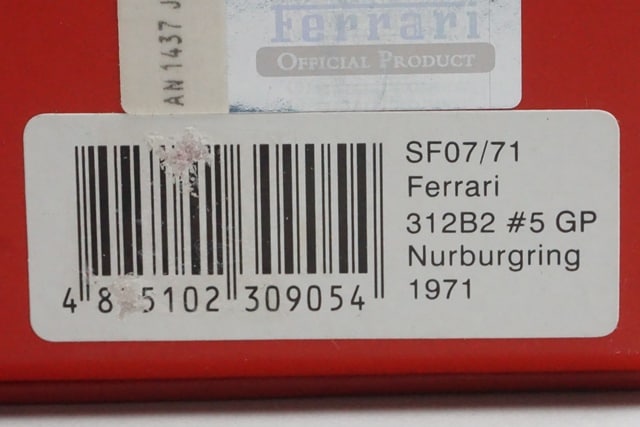 AN 1437 J
Ferrari
OFFICIAL PRODUCT
SF07/71
Ferrari
312B2 #5 GP
Nurburgring
1971
4 8 5102 309054